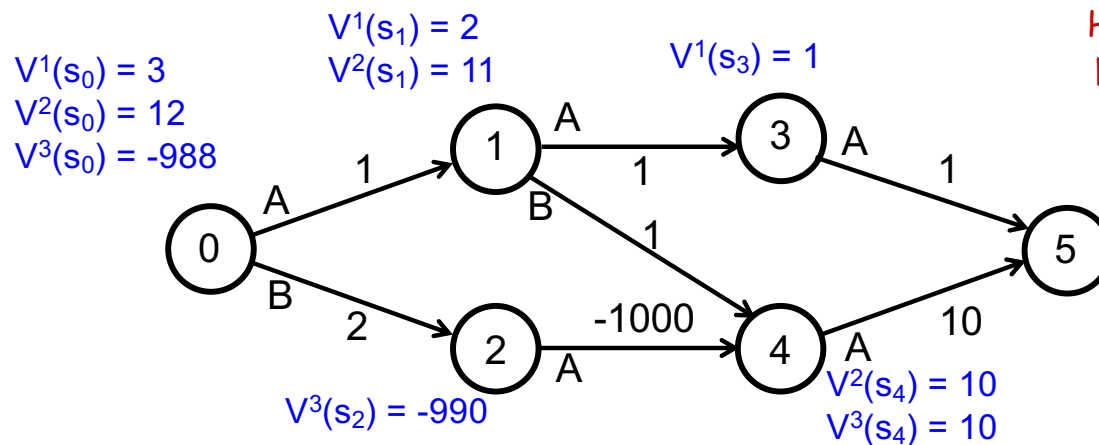 V¹(s₁) = 2
V²(s₁) = 11
V¹(s₃) = 1
V¹(s₀) = 3
V²(s₀) = 12
V³(s₀) = -988
A
1
A
3
A
1
1
1
B
1
A
0
5
B
2
-1000
10
2
A
4
A
V³(s₂) = -990
V²(s₄) = 10
V³(s₄) = 10